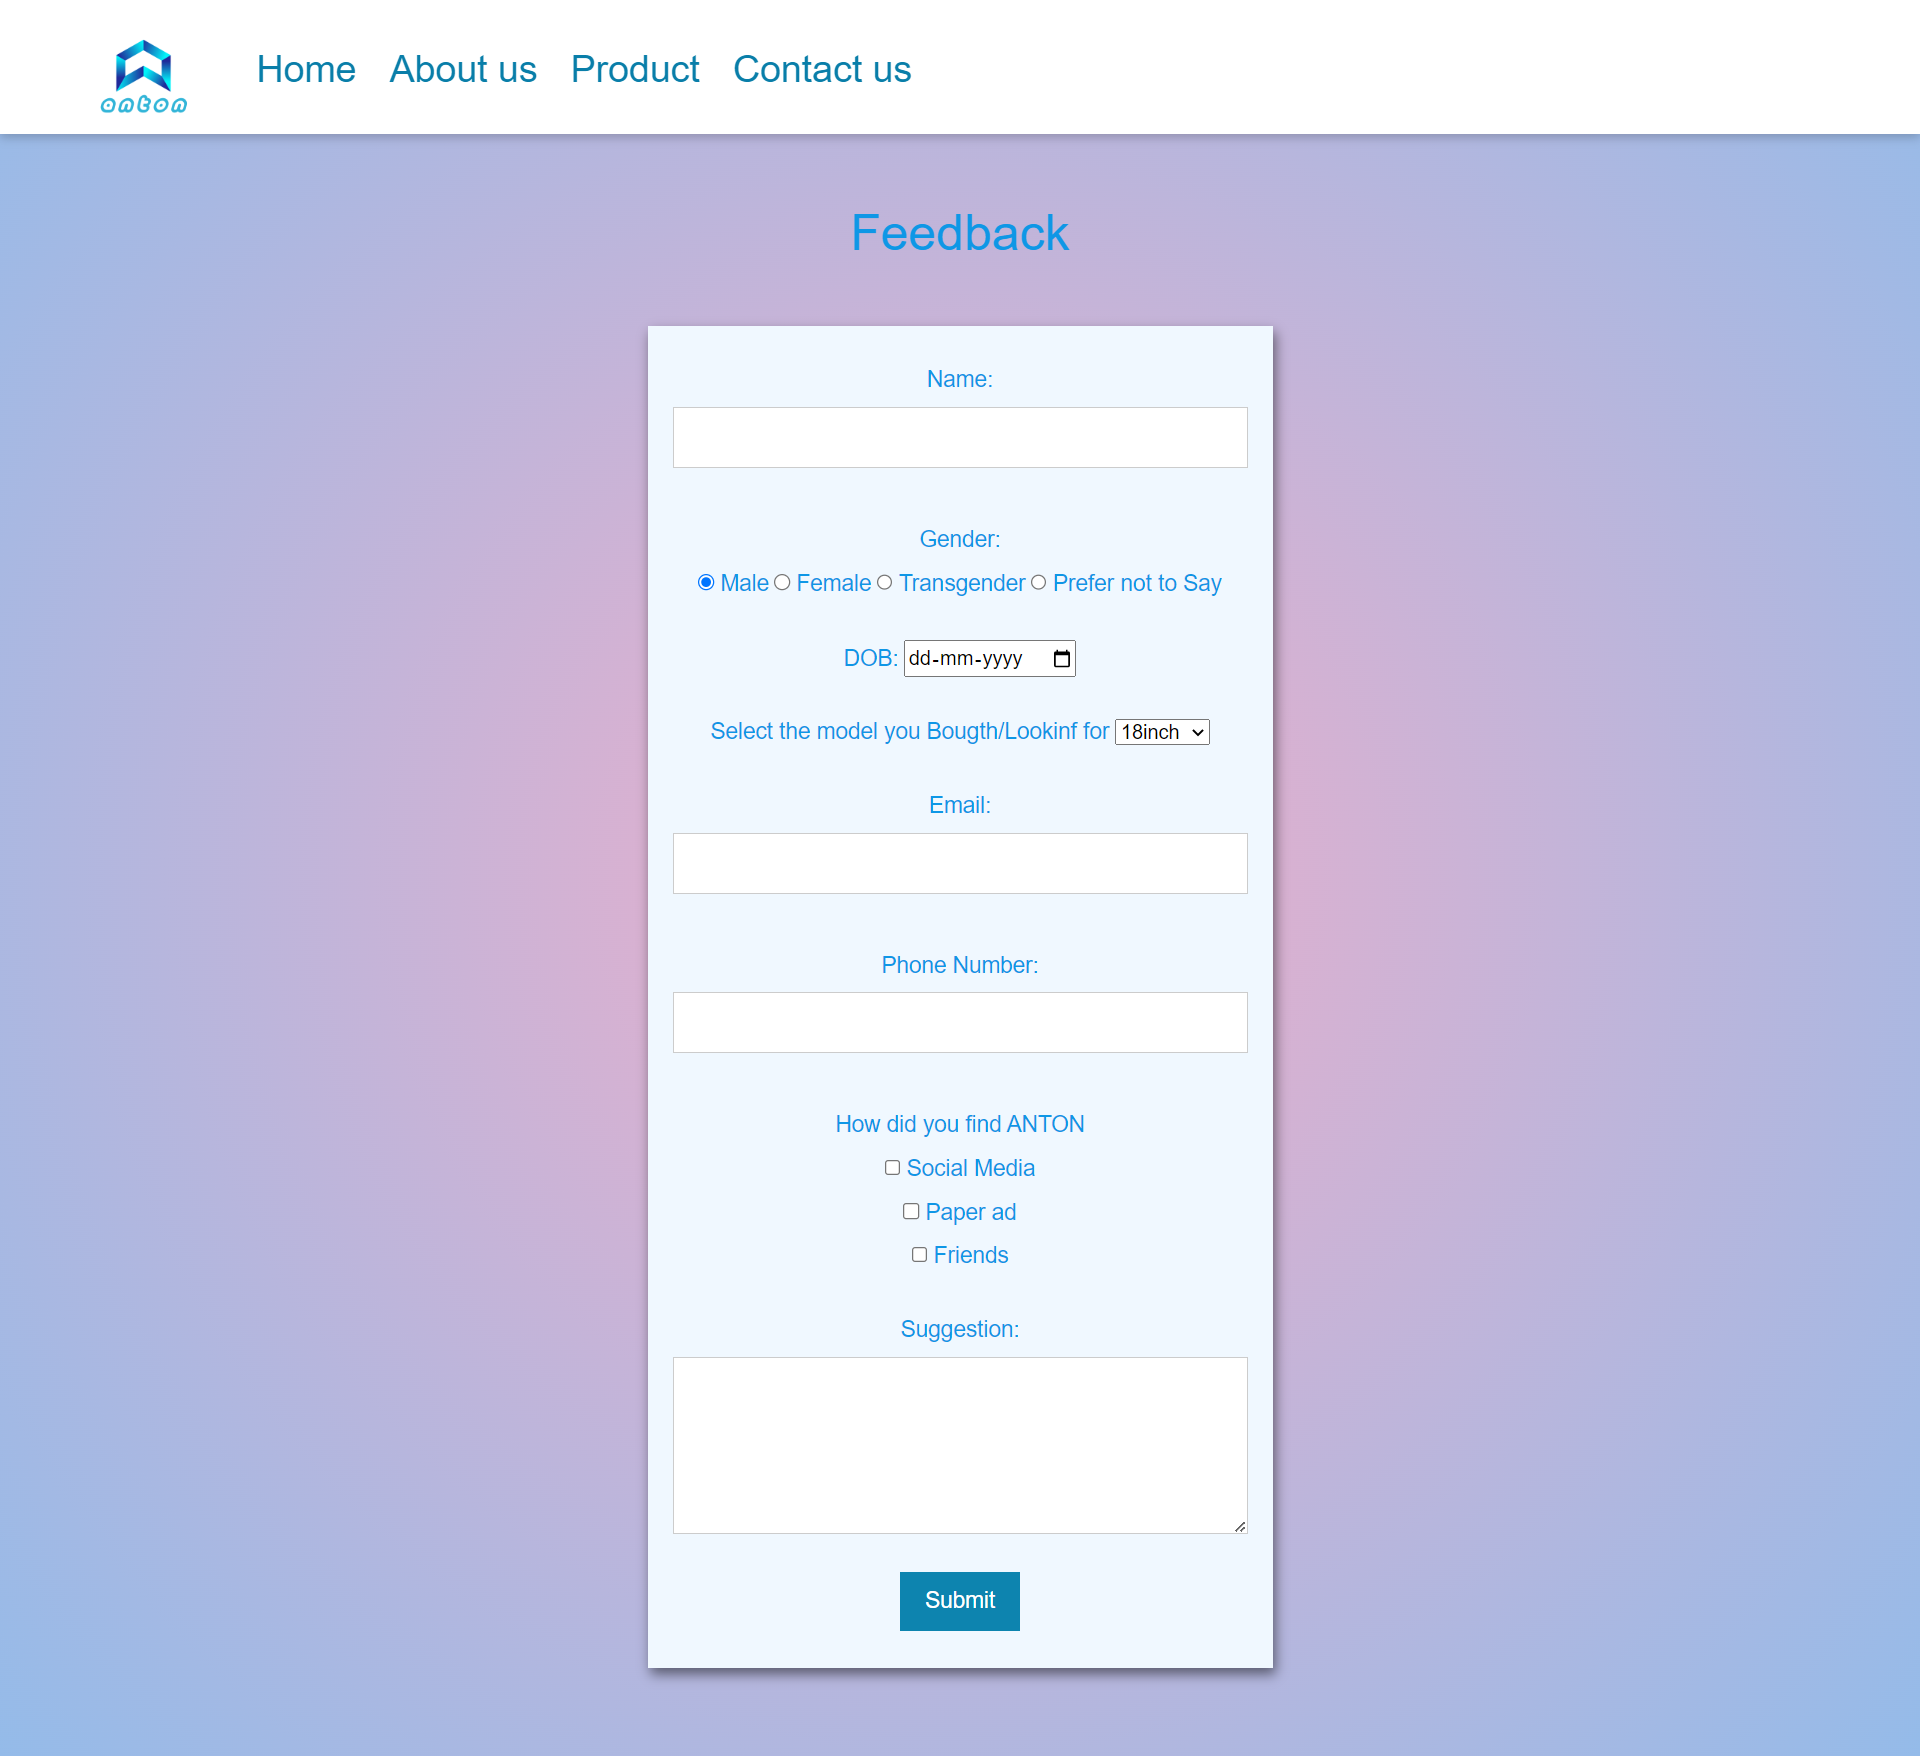 anton
Home About us Product Contact us
Feedback
Name:
Gender:
Male Female Transgender Prefer not to Say
DOB: dd-mm-yyyy
Select the model you Bougth/Lookinf for 18inch
Email:
Phone Number:
How did you find ANTON
Social Media
Paper ad
Friends
Suggestion:
Submit